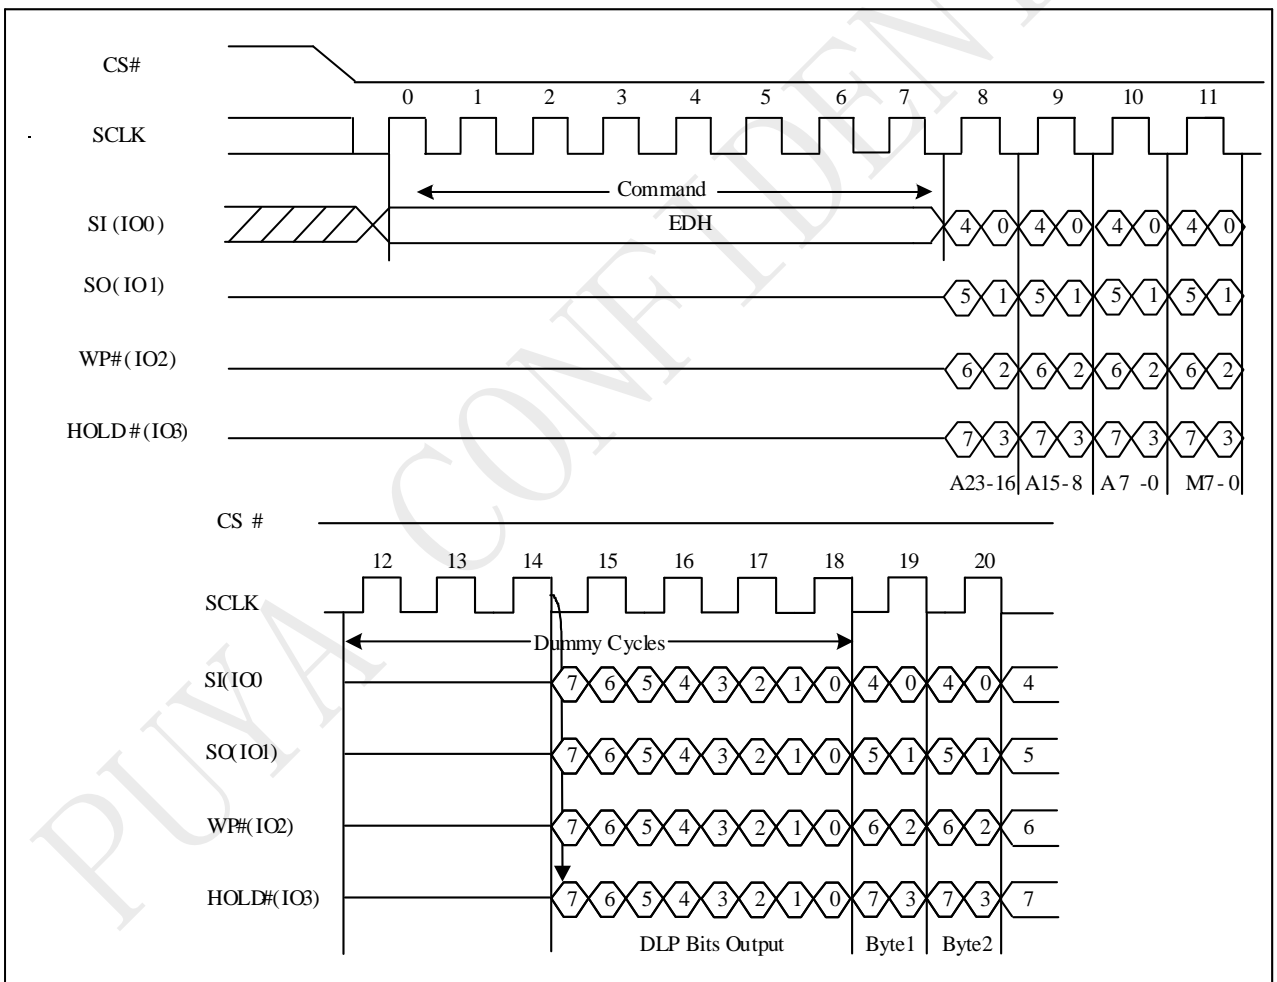 PUYA CONFIDEN
CS#
0 1 2 3 4 5 6 7 8 9 10 11
SCLK
Command
SI (IO0) EDH 4 0 4 0 4 0 4 0
SO( IO1) 5 1 5 1 5 1 5 1
WP# ( IO2) 6 2 6 2 6 2 6 2
HOLD # (IO3) 7 3 7 3 7 3 7 3
A23-16 A15-8 A7-0 M7-0
CS #
12 13 14 15 16 17 18 19 20
SCLK
Dummy Cycles
SI(IO0 7 6 5 4 3 2 1 0 4 0 4 0 4
SO(IO1) 7 6 5 4 3 2 1 0 5 1 5 1 5
WP#(IO2) 7 6 5 4 3 2 1 0 6 2 6 2 6
HOLD#(IO3) 7 6 5 4 3 2 1 0 7 3 7 3 7
DLP Bits Output Byte1 Byte2